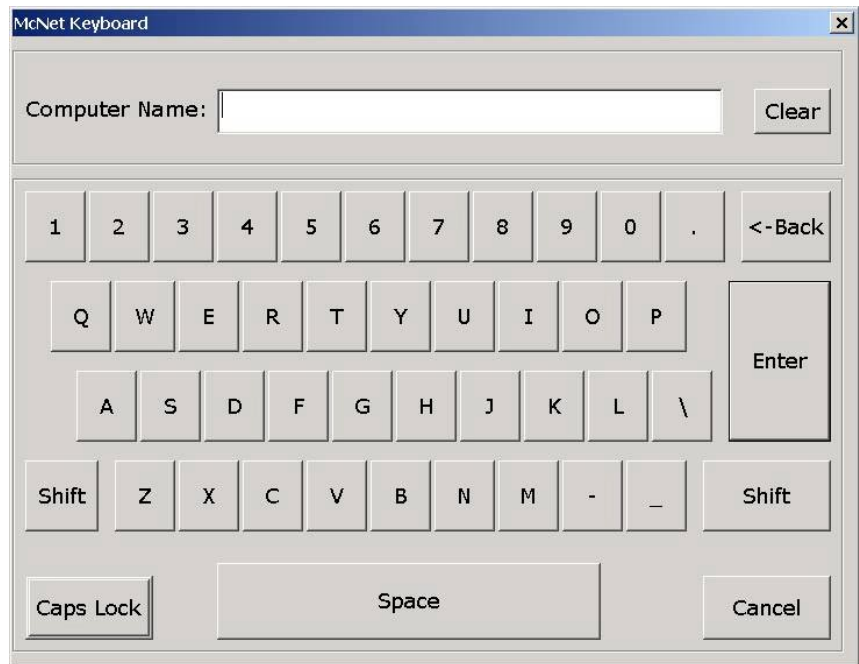 McNet Keyboard
Computer Name: Clear
1 2 3 4 5 6 7 8 9 0 . <-Back
Q W E R T Y U I O P
Enter
A S D F G H J K L \
Shift Z X C V B N M - _ Shift
Caps Lock Space Cancel